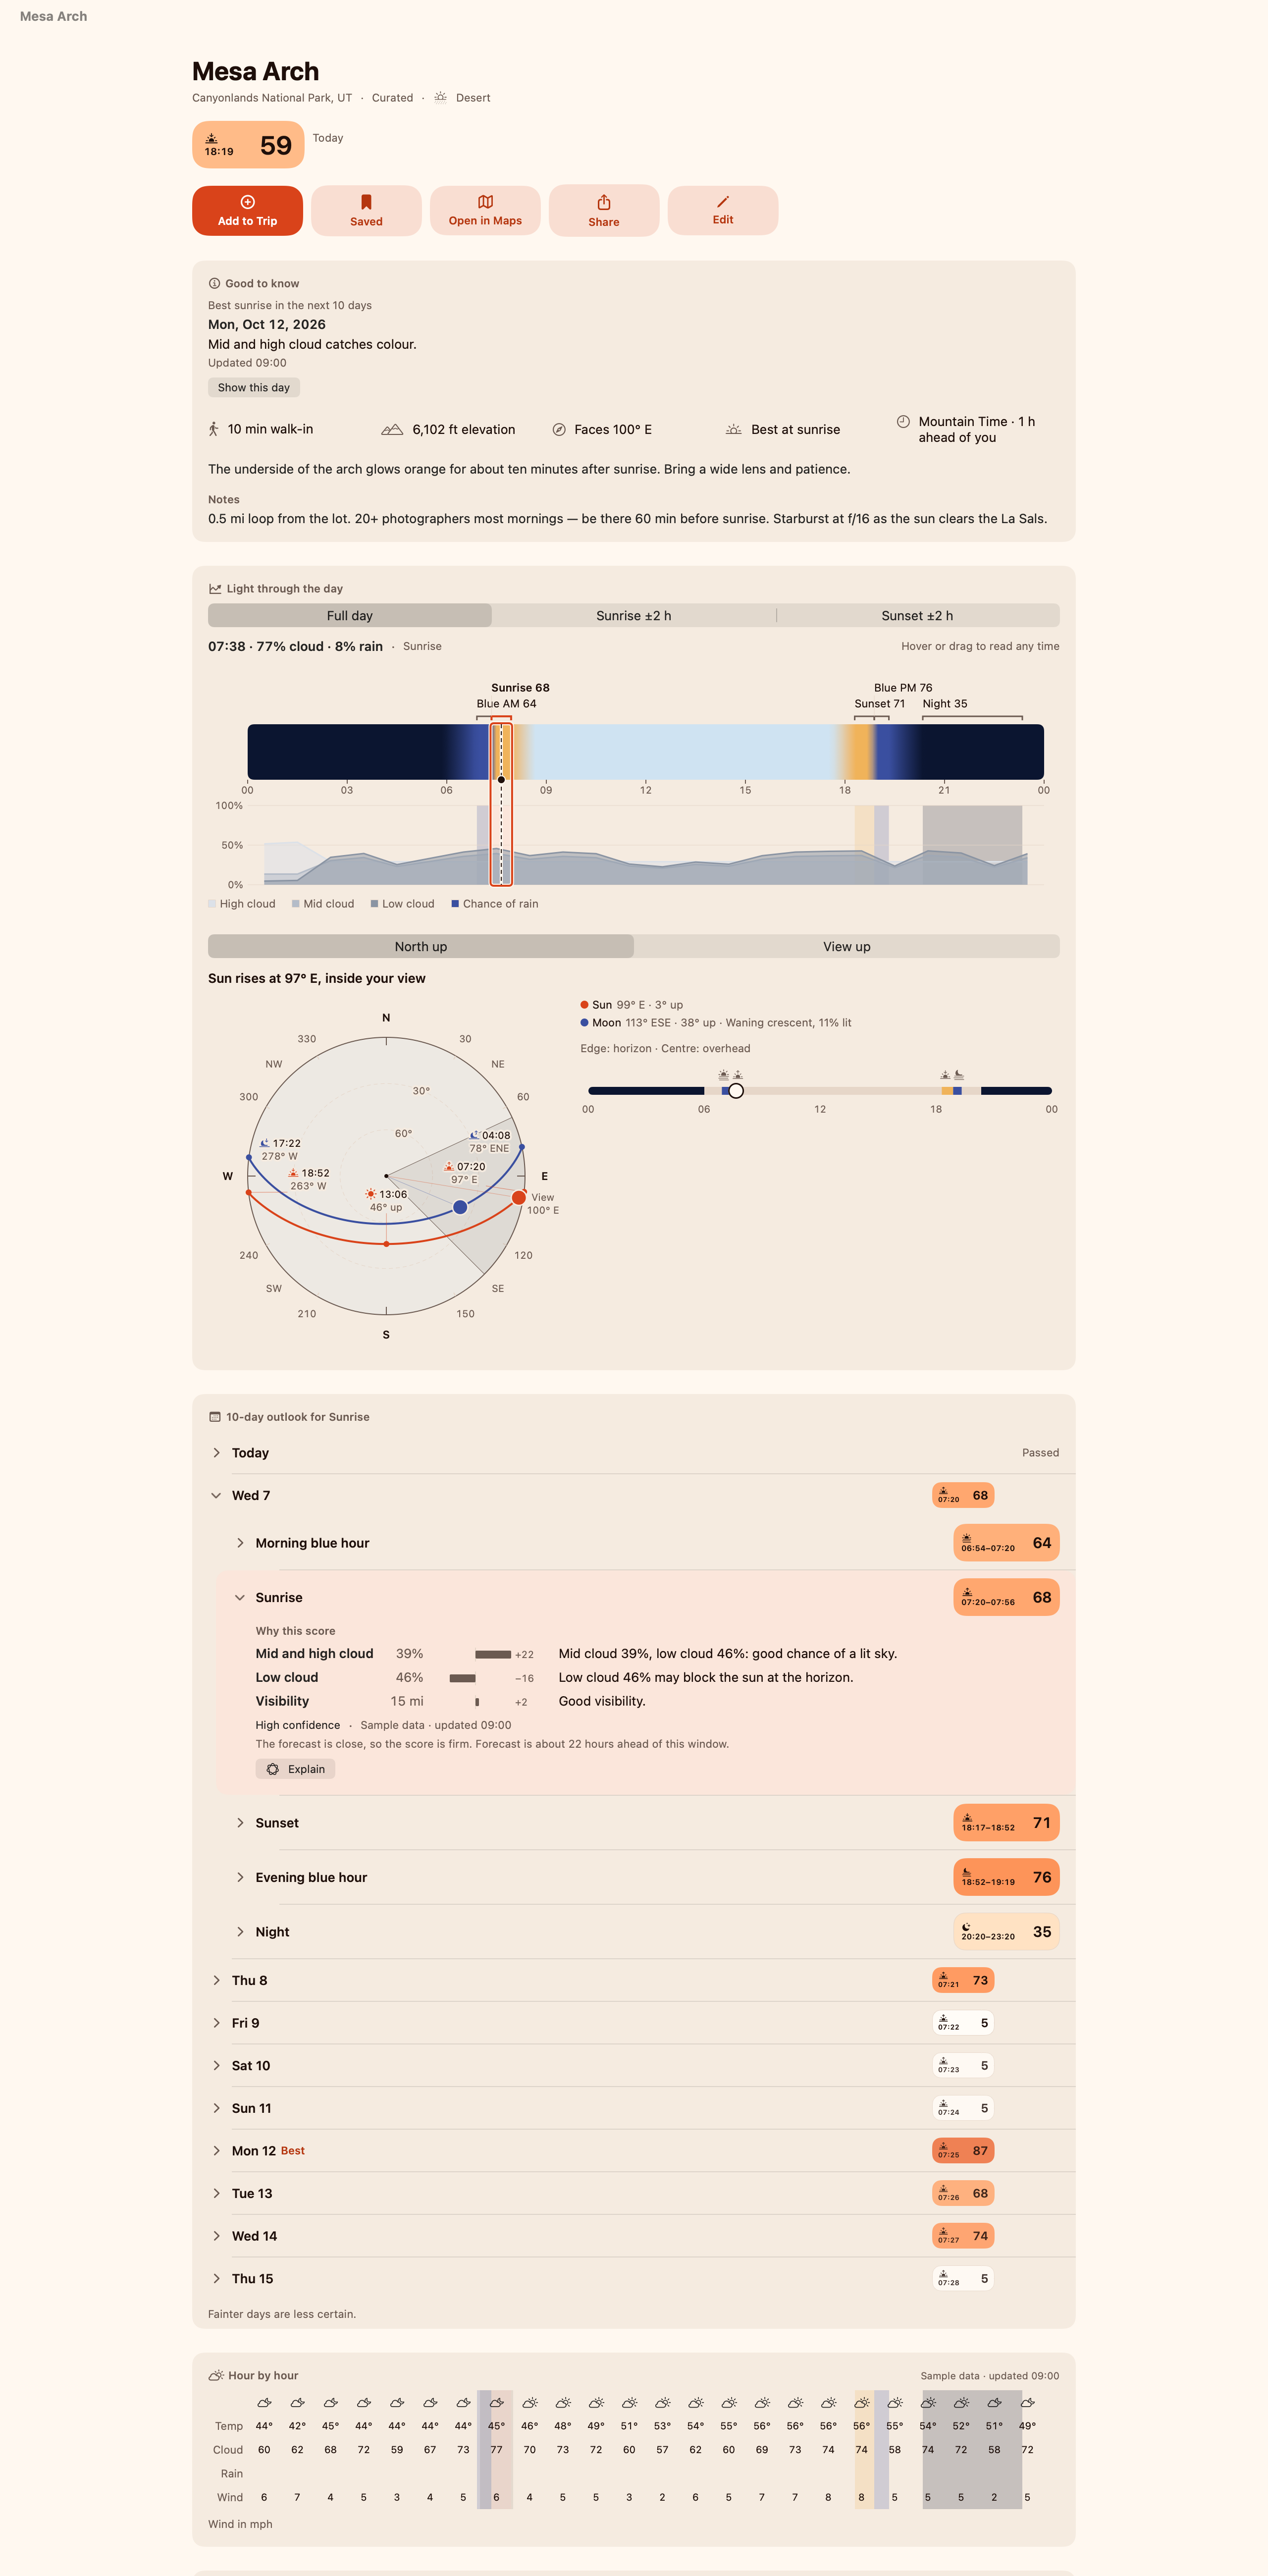 Mesa Arch
Mesa Arch
Canyonlands National Park, UT · Curated · Desert
18:19 59 Today
Add to Trip Saved Open in Maps Share Edit
Good to know
Best sunrise in the next 10 days
Mon, Oct 12, 2026
Mid and high cloud catches colour.
Updated 09:00
Show this day
10 min walk-in 6,102 ft elevation Faces 100° E Best at sunrise Mountain Time · 1 h
ahead of you
The underside of the arch glows orange for about ten minutes after sunrise. Bring a wide lens and patience.
Notes
0.5 mi loop from the lot. 20+ photographers most mornings — be there 60 min before sunrise. Starburst at f/16 as the sun clears the La Sals.
Light through the day
Full day Sunrise ±2 h Sunset ±2 h
07:38 · 77% cloud · 8% rain · Sunrise Hover or drag to read any time
Sunrise 68 Blue PM 76
Blue AM 64 Sunset 71 Night 35
00 03 06 09 12 15 18 21 00
100%
50%
0%
High cloud Mid cloud Low cloud Chance of rain
North up View up
Sun rises at 97° E, inside your view
Sun 99° E · 3° up
Moon 113° ESE · 38° up · Waning crescent, 11% lit
Edge: horizon · Centre: overhead
00 06 12 18 00
N
330 30
NW NE
300 30° 60
60°
17:22 04:08
278° W 78° ENE
18:52 07:20
W 263° W 97° E E
13:06 View
46° up 100° E
240 120
SW SE
210 150
S
10-day outlook for Sunrise
Today Passed
Wed 7 07:20 68
Morning blue hour 06:54–07:20 64
Sunrise 07:20–07:56 68
Why this score
Mid and high cloud 39% +22 Mid cloud 39%, low cloud 46%: good chance of a lit sky.
Low cloud 46% −16 Low cloud 46% may block the sun at the horizon.
Visibility 15 mi +2 Good visibility.
High confidence · Sample data · updated 09:00
The forecast is close, so the score is firm. Forecast is about 22 hours ahead of this window.
Explain
Sunset 18:17–18:52 71
Evening blue hour 18:52–19:19 76
Night 20:20–23:20 35
Thu 8 07:21 73
Fri 9 07:22 5
Sat 10 07:23 5
Sun 11 07:24 5
Mon 12 Best 07:25 87
Tue 13 07:26 68
Wed 14 07:27 74
Thu 15 07:28 5
Fainter days are less certain.
Hour by hour Sample data · updated 09:00
Temp 44° 42° 45° 44° 44° 44° 44° 45° 46° 48° 49° 51° 53° 54° 55° 56° 56° 56° 56° 55° 54° 52° 51° 49°
Cloud 60 62 68 72 59 67 73 77 70 73 72 60 57 62 60 69 73 74 74 58 74 72 58 72
Rain
Wind 6 7 4 5 3 4 5 6 4 5 5 3 2 6 5 7 7 8 8 5 5 5 2 5
Wind in mph